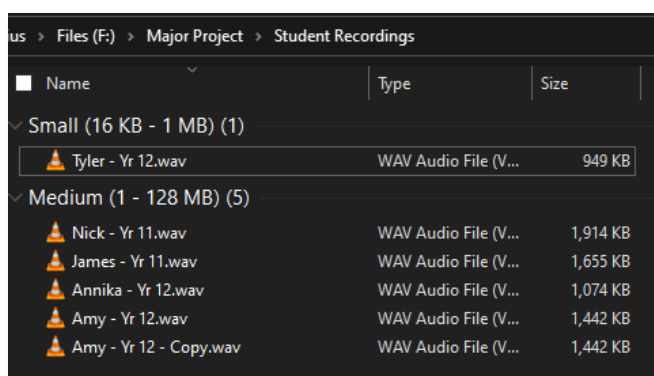 ius > Files (F:) > Major Project > Student Recordings
Name Type Size
Small (16 KB - 1 MB) (1)
Tyler - Yr 12.wav WAV Audio File (V... 949 KB
Medium (1 - 128 MB) (5)
Nick - Yr 11.wav WAV Audio File (V... 1,914 KB
James - Yr 11.wav WAV Audio File (V... 1,655 KB
Annika - Yr 12.wav WAV Audio File (V... 1,074 KB
Amy - Yr 12.wav WAV Audio File (V... 1,442 KB
Amy - Yr 12 - Copy.wav WAV Audio File (V... 1,442 KB